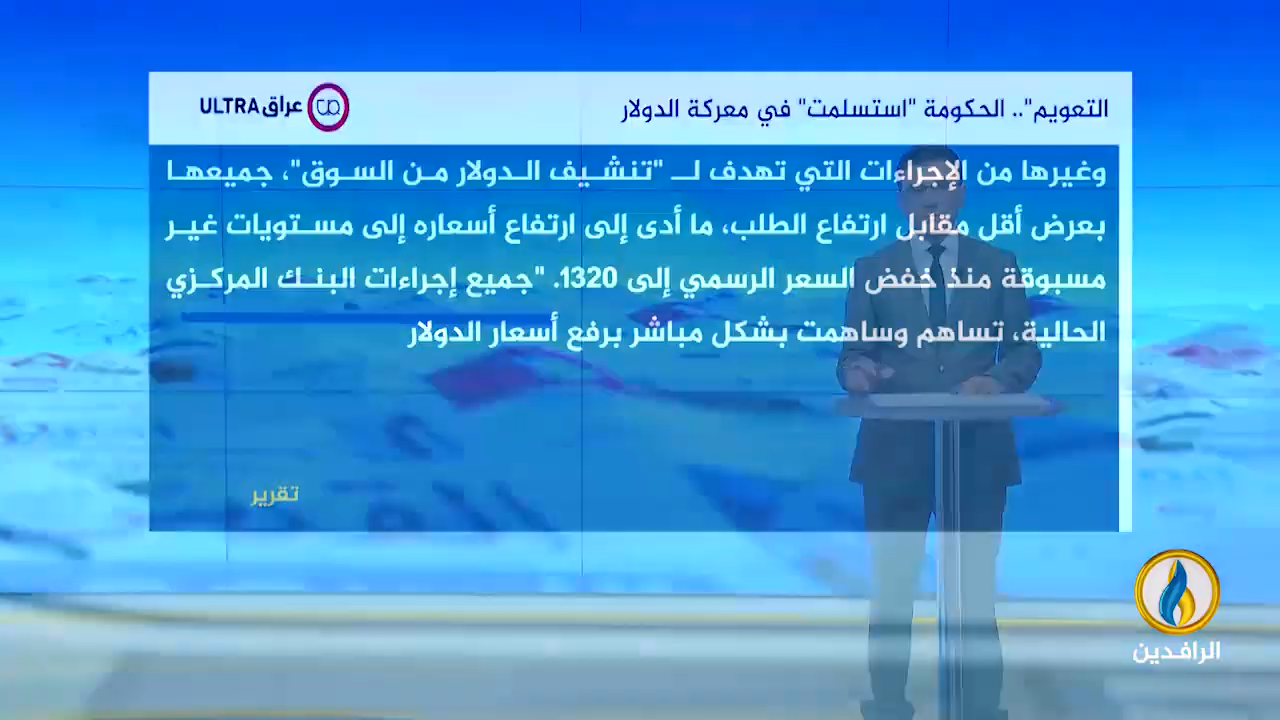 التعويم".. الحكومة "استسلمت" في معركة الدولار
ULTRA عراق
وغيرها من الإجراءات التي تهدف لـ "تنشيف الدولار من السوق"، جميعها
بعرض أقل مقابل ارتفاع الطلب، ما أدى إلى ارتفاع أسعاره إلى مستويات غير
مسبوقة منذ خفض السعر الرسمي إلى 1320. "جميع إجراءات البنك المركزي
الحالية، تساهم وساهمت بشكل مباشر برفع أسعار الدولار
تقرير
الرافدين